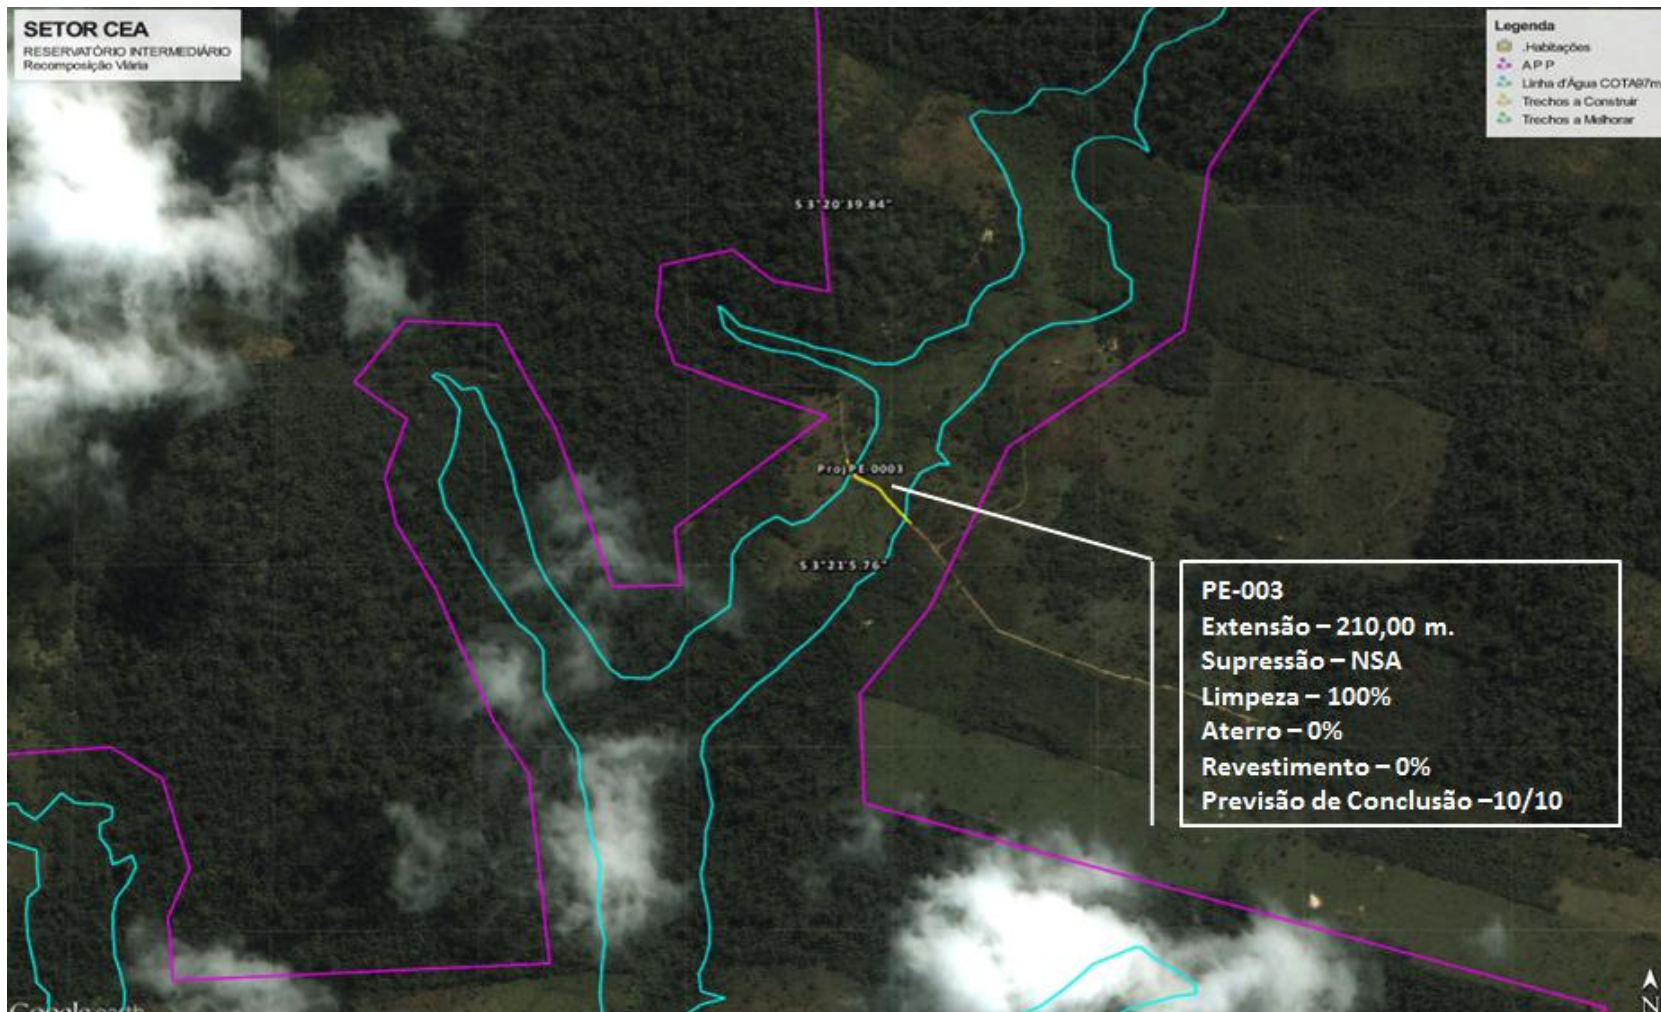 SETOR CEA
RESERVATÓRIO INTERMEDIÁRIO
Recomposição Viária
Legenda
.Habitações
A P P
Linha d'Água COTA97m
Trechos a Construir
Trechos a Melhorar
S 3°20'39.84"
Proj PE-0003
S 3°21'5.76"
PE-003
Extensão – 210,00 m.
Supressão – NSA
Limpeza – 100%
Aterro – 0%
Revestimento – 0%
Previsão de Conclusão –10/10
Google earth
N